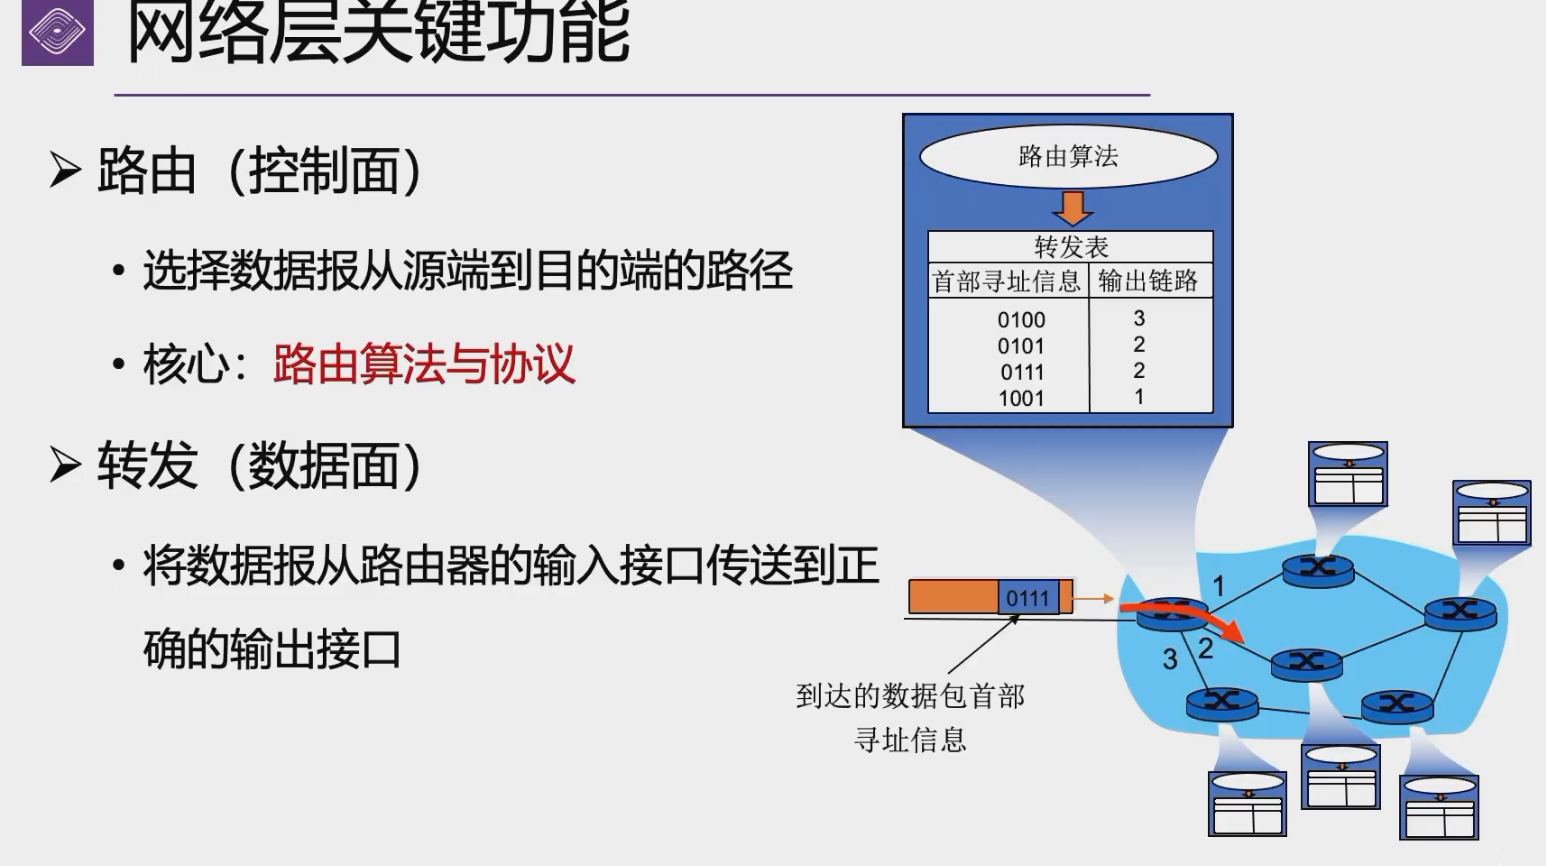 网络层关键功能
路由（控制面）
选择数据报从源端到目的端的路径
核心：路由算法与协议
转发（数据面）
将数据报从路由器的输入接口传送到正
确的输出接口
路由算法
转发表
首部寻址信息 输出链路
0100 3
0101 2
0111 2
1001 1
0111
1
2
3
到达的数据包首部
寻址信息